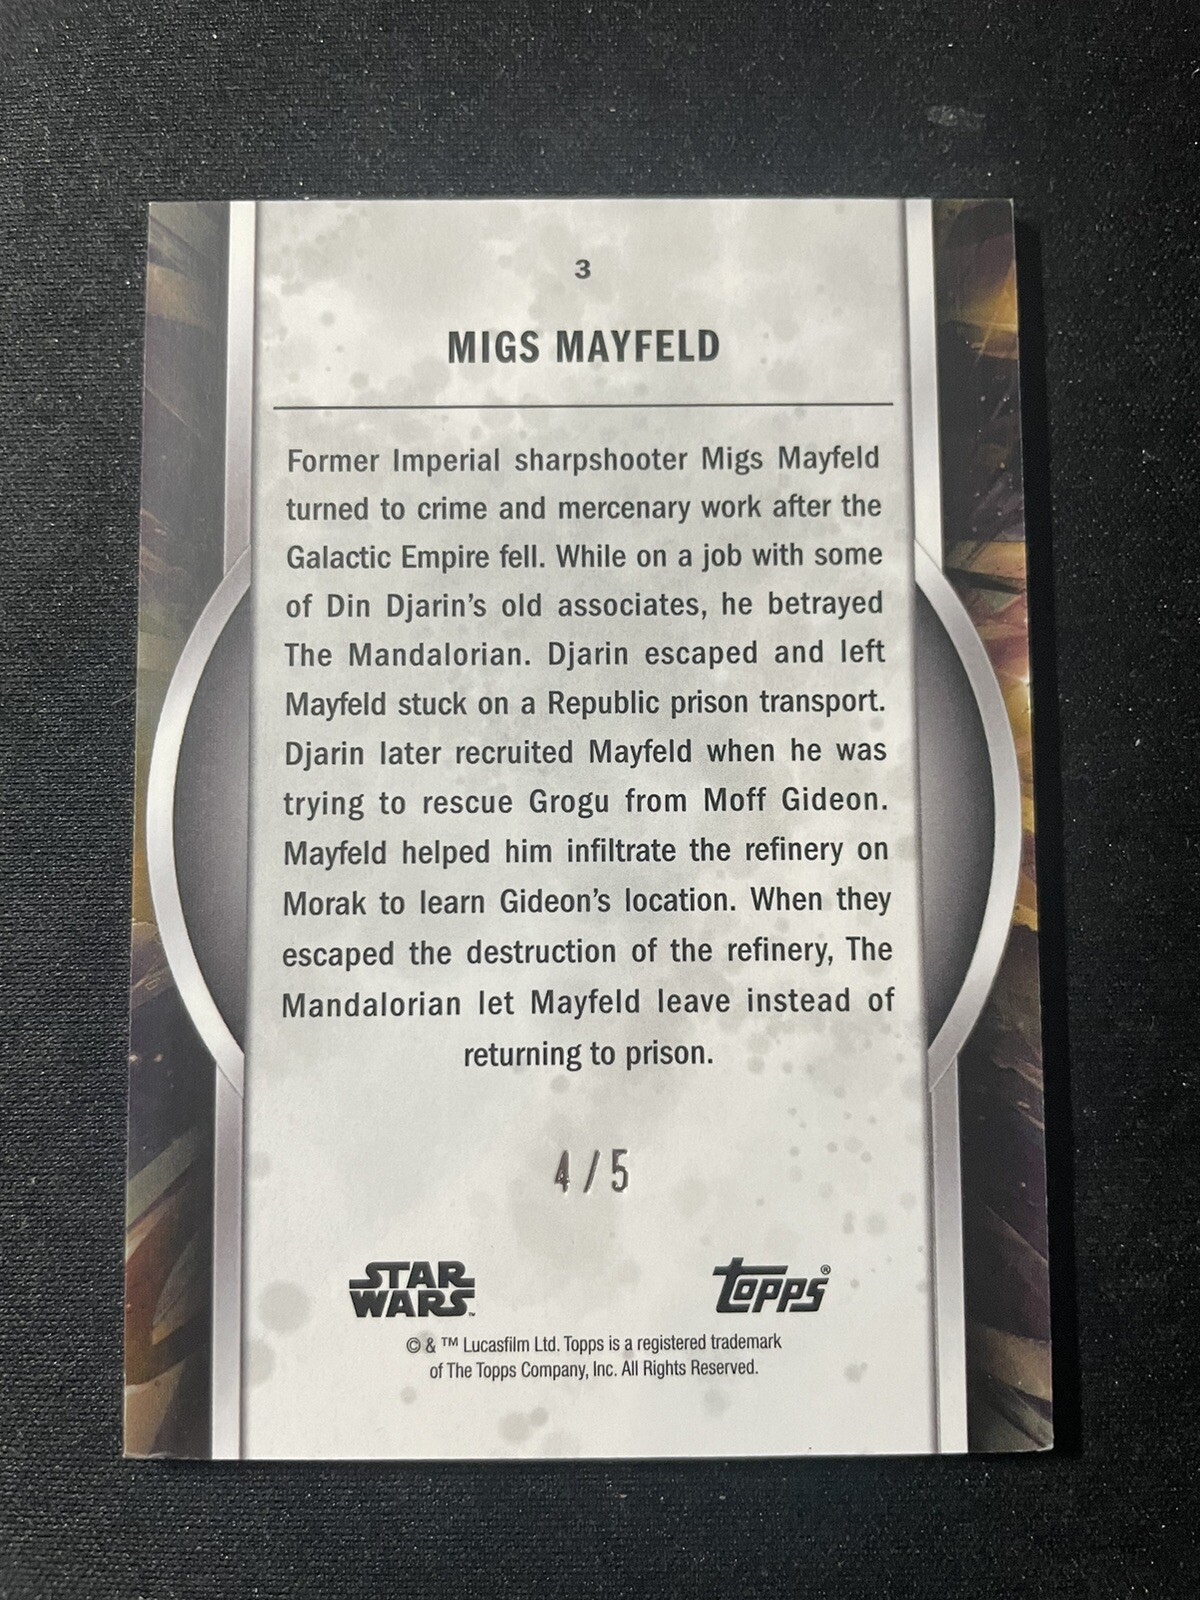 3
MIGS MAYFELD
Former Imperial sharpshooter Migs Mayfeld
turned to crime and mercenary work after the
Galactic Empire fell. While on a job with some
of Din Djarin's old associates, he betrayed
The Mandalorian. Djarin escaped and left
Mayfeld stuck on a Republic prison transport.
Djarin later recruited Mayfeld when he was
trying to rescue Grogu from Moff Gideon.
Mayfeld helped him infiltrate the refinery on
Morak to learn Gideon's location. When they
escaped the destruction of the refinery, The
Mandalorian let Mayfeld leave instead of
returning to prison.
4/5
STAR
WARS™
Topps®
© & ™ Lucasfilm Ltd. Topps is a registered trademark
of The Topps Company, Inc. All Rights Reserved.